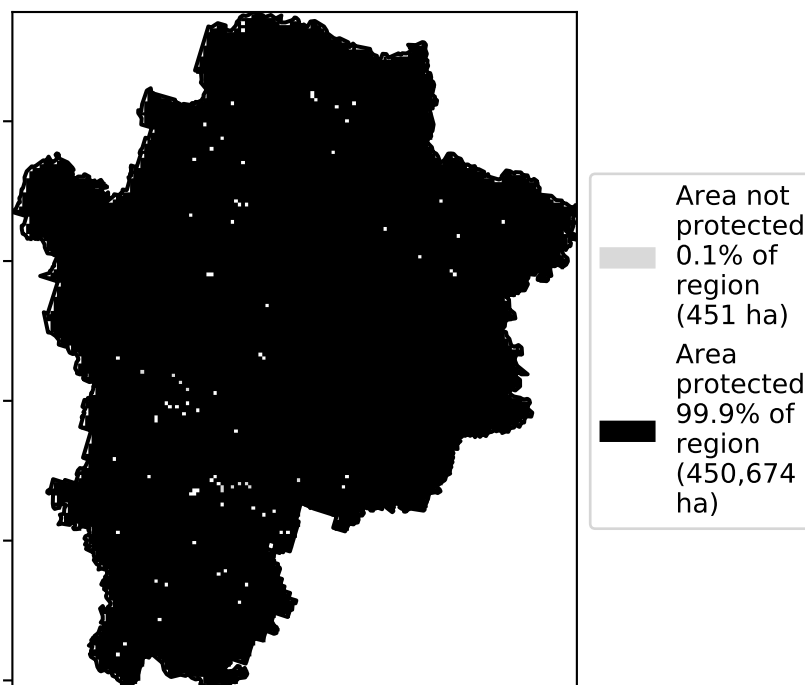 Area not
protected
0.1% of
region
(451 ha)
Area
protected
99.9% of
region
(450,674
ha)